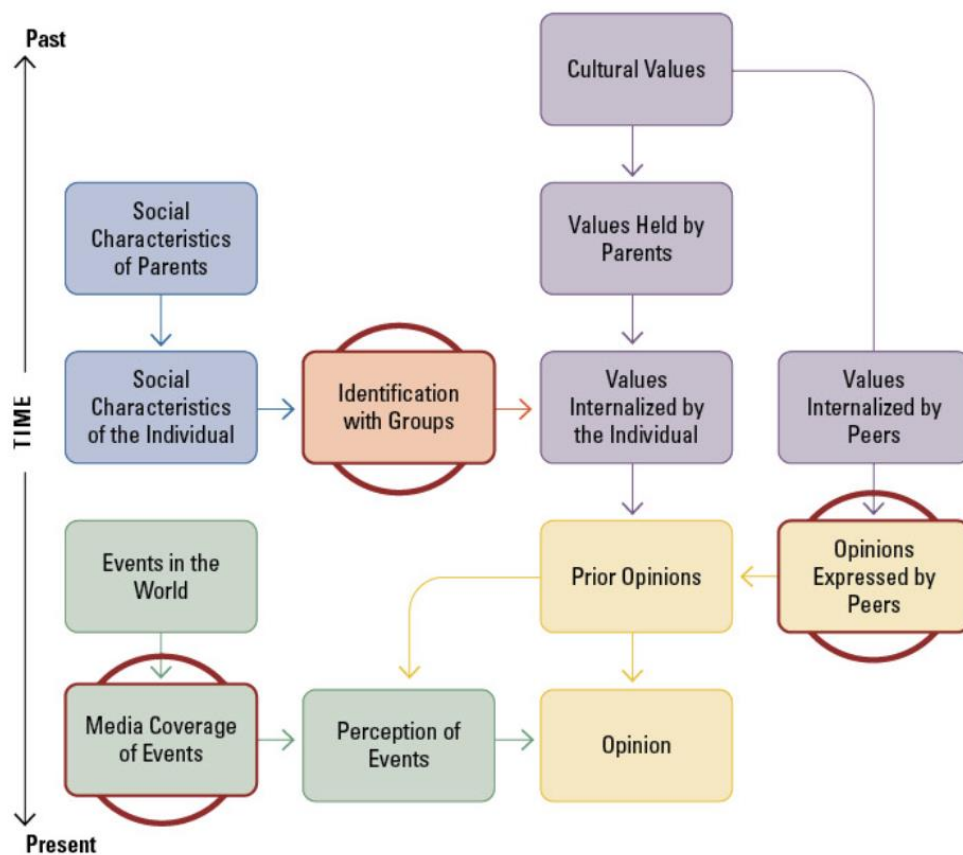 Past
Cultural Values
Social
Characteristics
of Parents
Values Held by
Parents
TIME
Social
Characteristics
of the Individual
Identification
with Groups
Values
Internalized by
the Individual
Values
Internalized by
Peers
Events in the
World
Prior Opinions
Opinions
Expressed by
Peers
Media Coverage
of Events
Perception of
Events
Opinion
Present